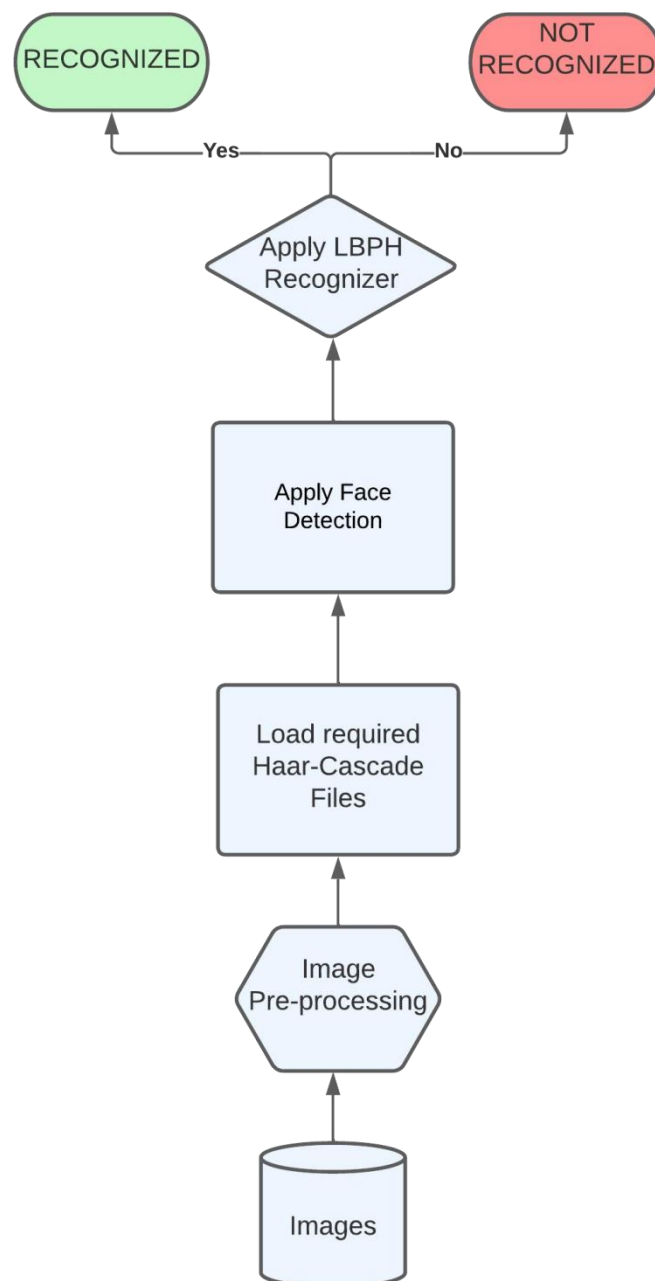 RECOGNIZED
NOT
RECOGNIZED
Yes
No
Apply LBPH
Recognizer
Apply Face
Detection
Load required
Haar-Cascade
Files
Image
Pre-processing
Images